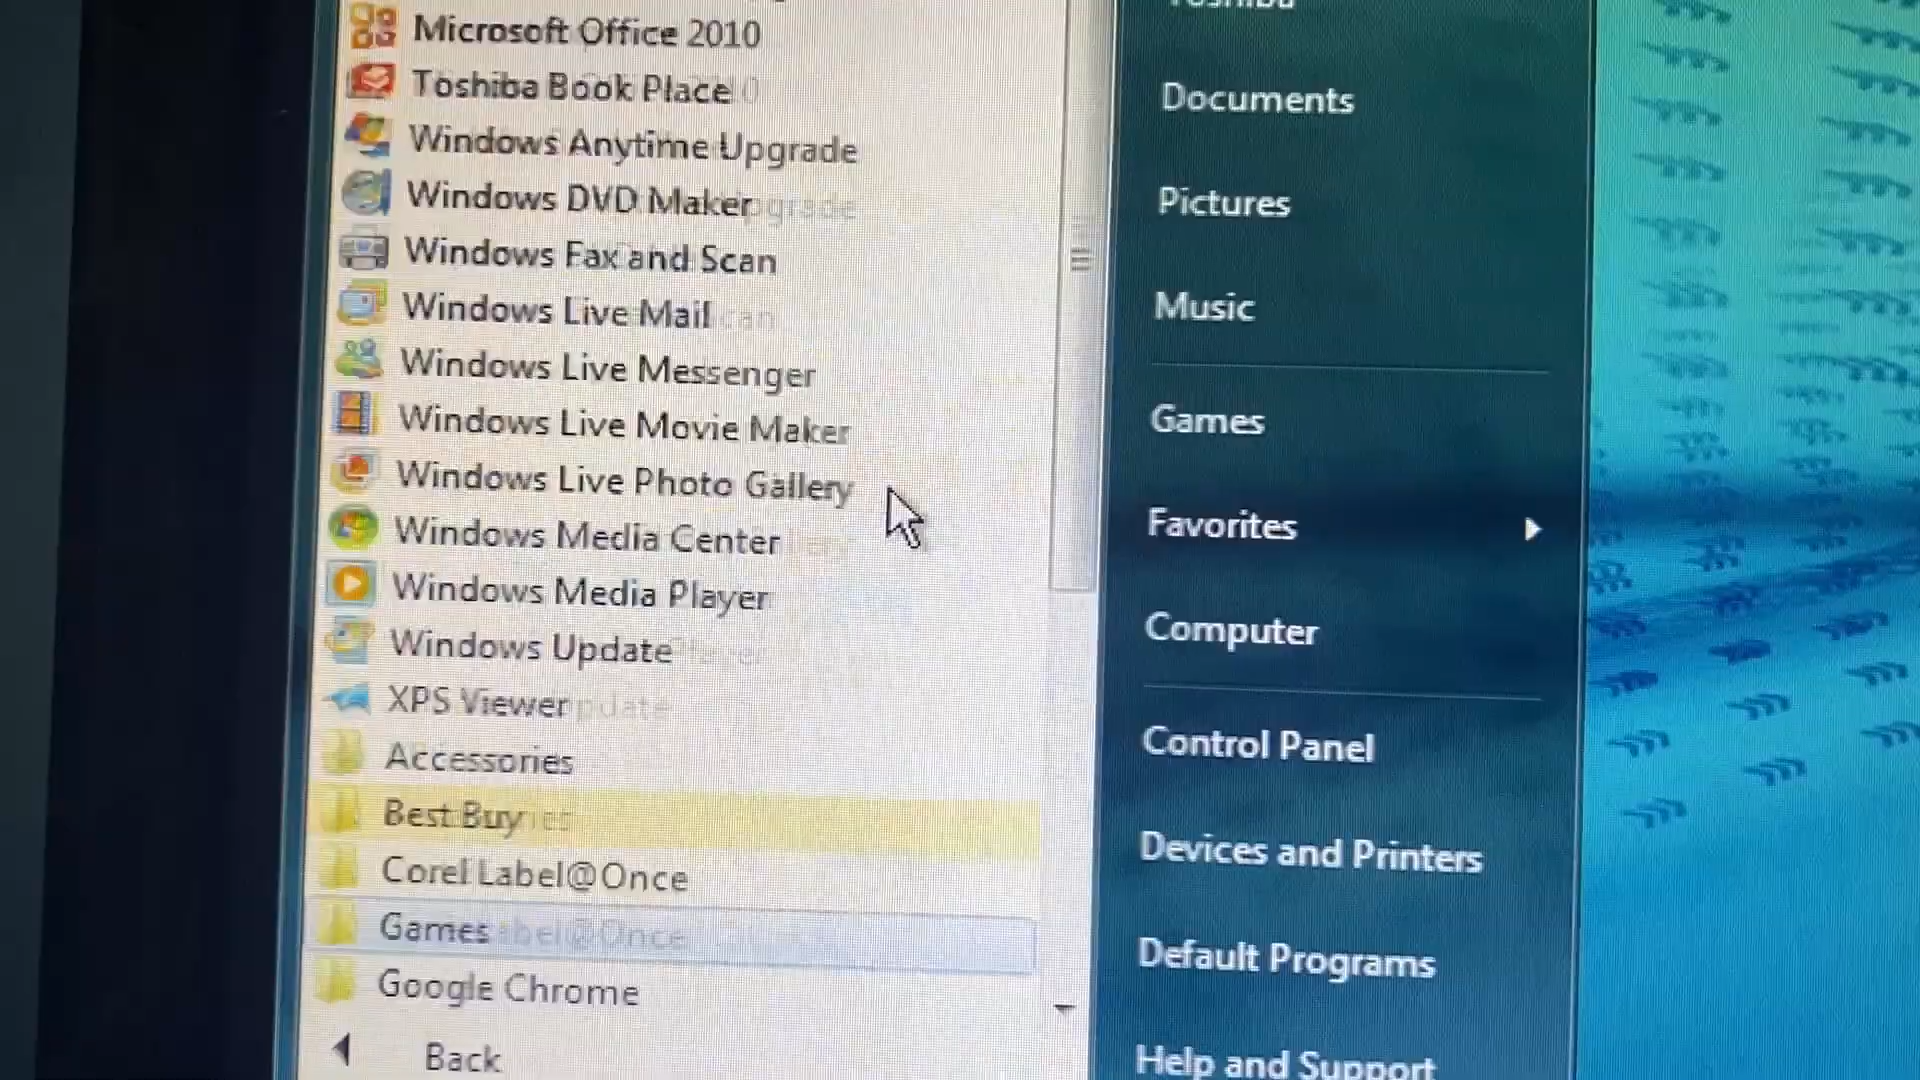 Microsoft Office 2010
Toshiba Book Place
Windows Anytime Upgrade
Windows DVD Maker
Windows Fax and Scan
Windows Live Mail
Windows Live Messenger
Windows Live Movie Maker
Windows Live Photo Gallery
Windows Media Center
Windows Media Player
Windows Update
XPS Viewer
Accessories
Best Buy
Corel Label@Once
Games
Google Chrome
Back
Toshiba
Documents
Pictures
Music
Games
Favorites
Computer
Control Panel
Devices and Printers
Default Programs
Help and Support